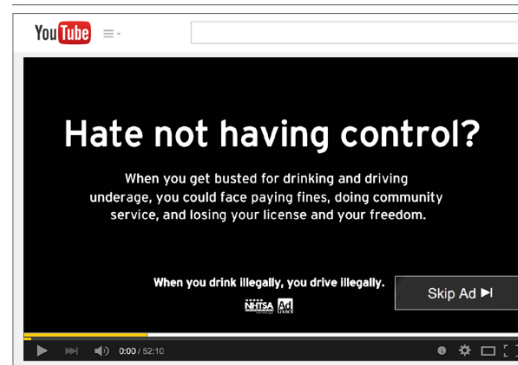 YouTube
Hate not having control?
When you get busted for drinking and driving
underage, you could face paying fines, doing community
service, and losing your license and your freedom.
When you drink illegally, you drive illegally.
NHTSA Ad
Skip Ad
0:00 / 52:10